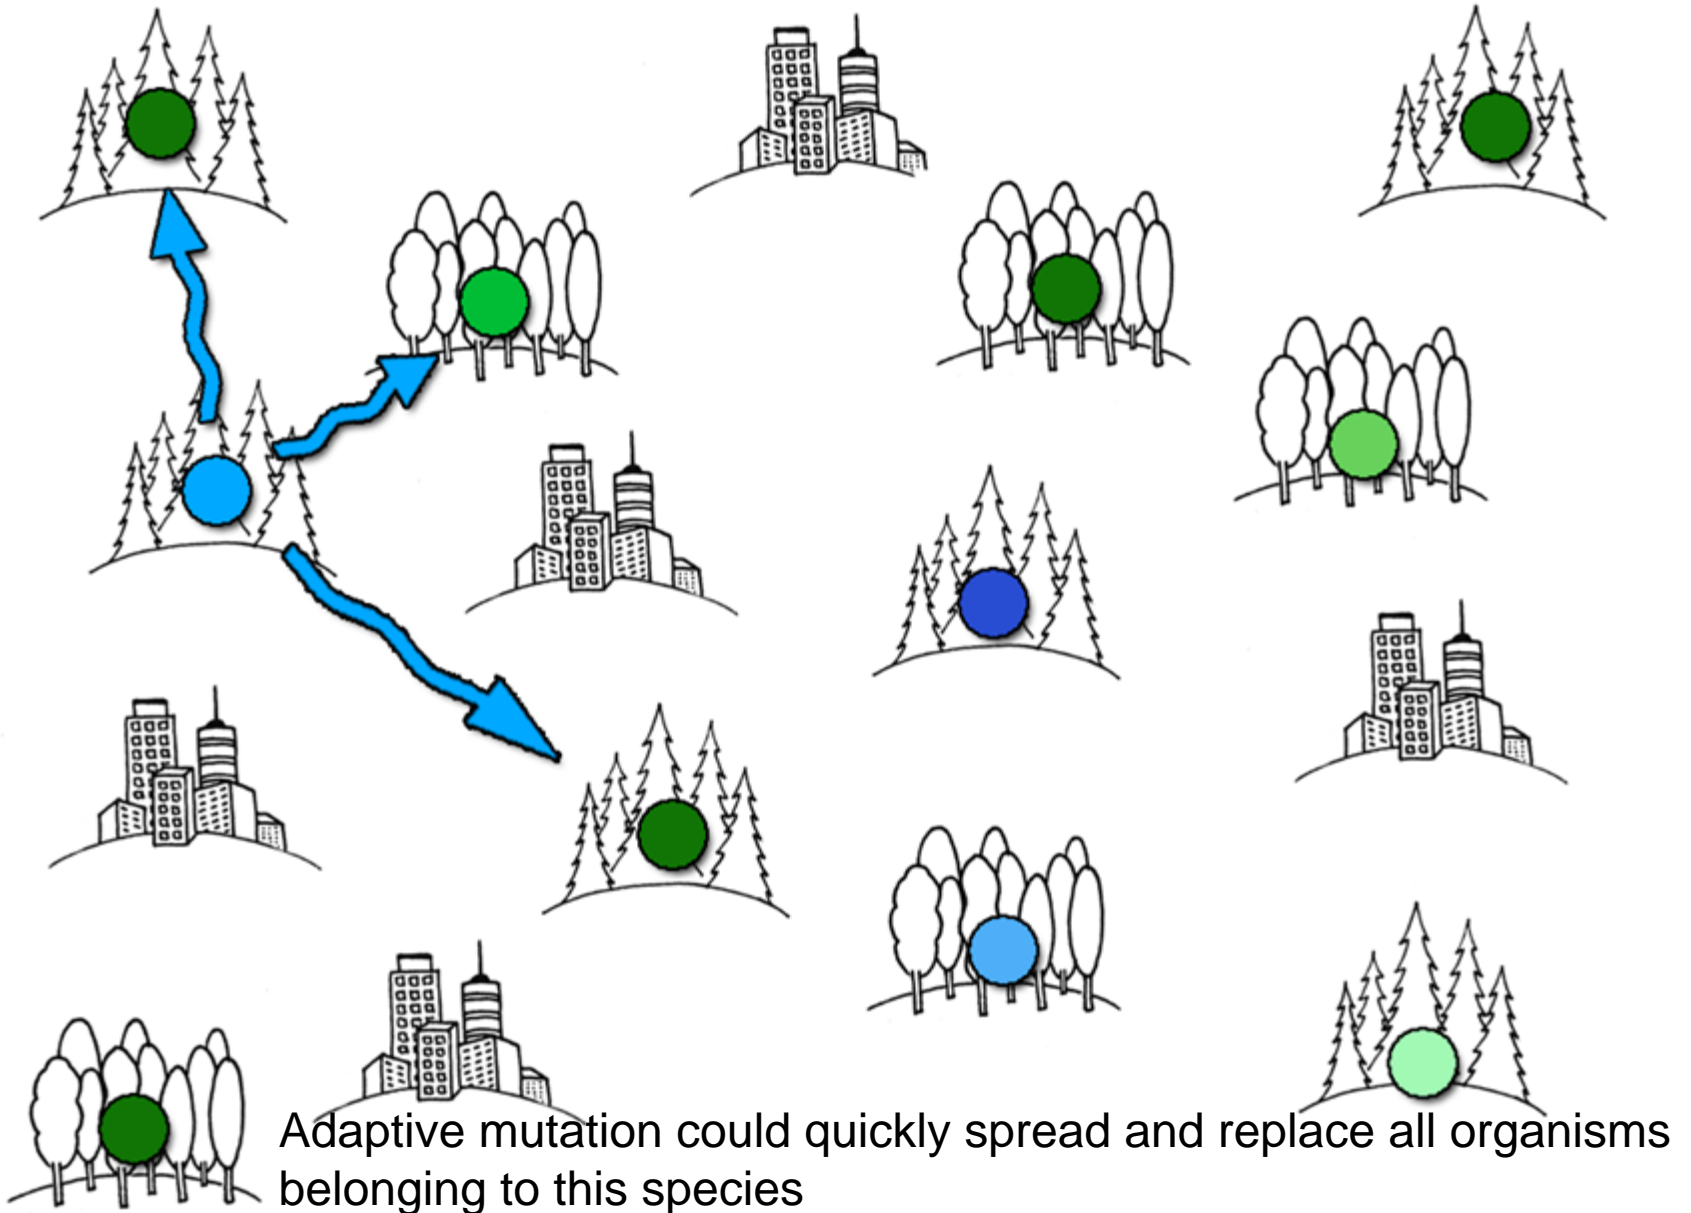 Adaptive mutation could quickly spread and replace all organisms
belonging to this species